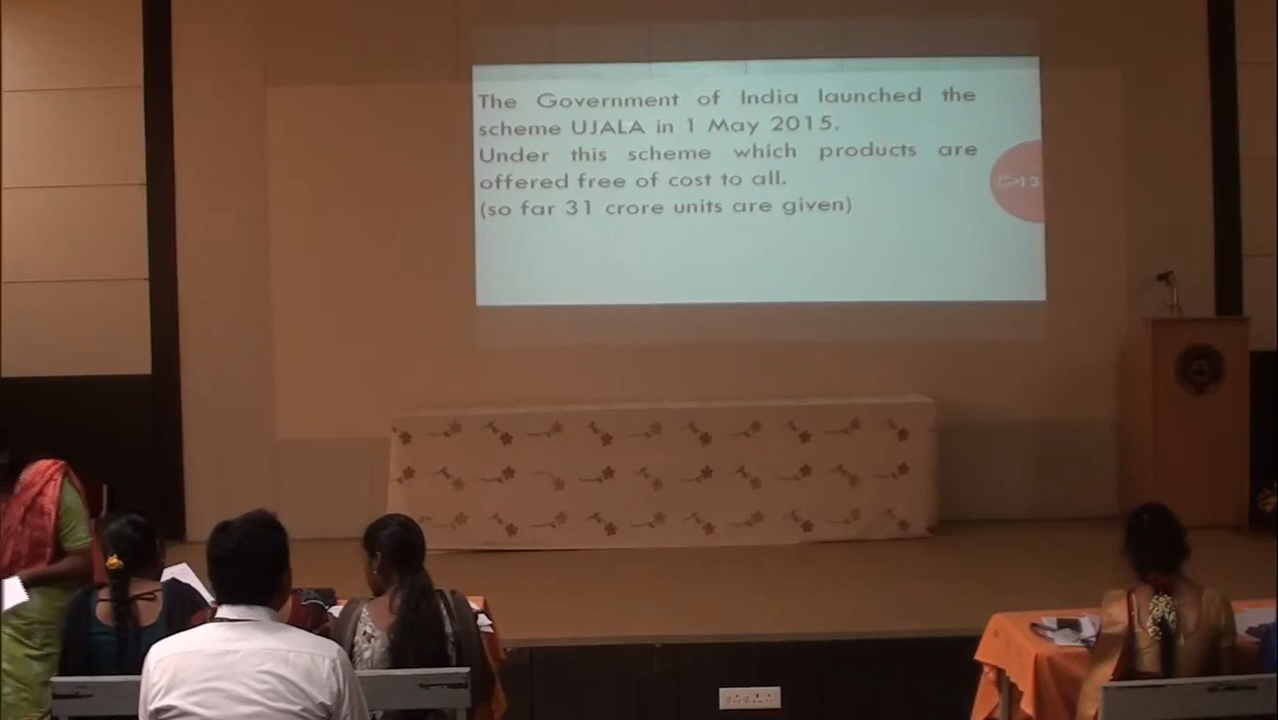 The Government of India launched the
scheme UJALA in 1 May 2015.
Under this scheme which products are
offered free of cost to all.
(so far 31 crore units are given)